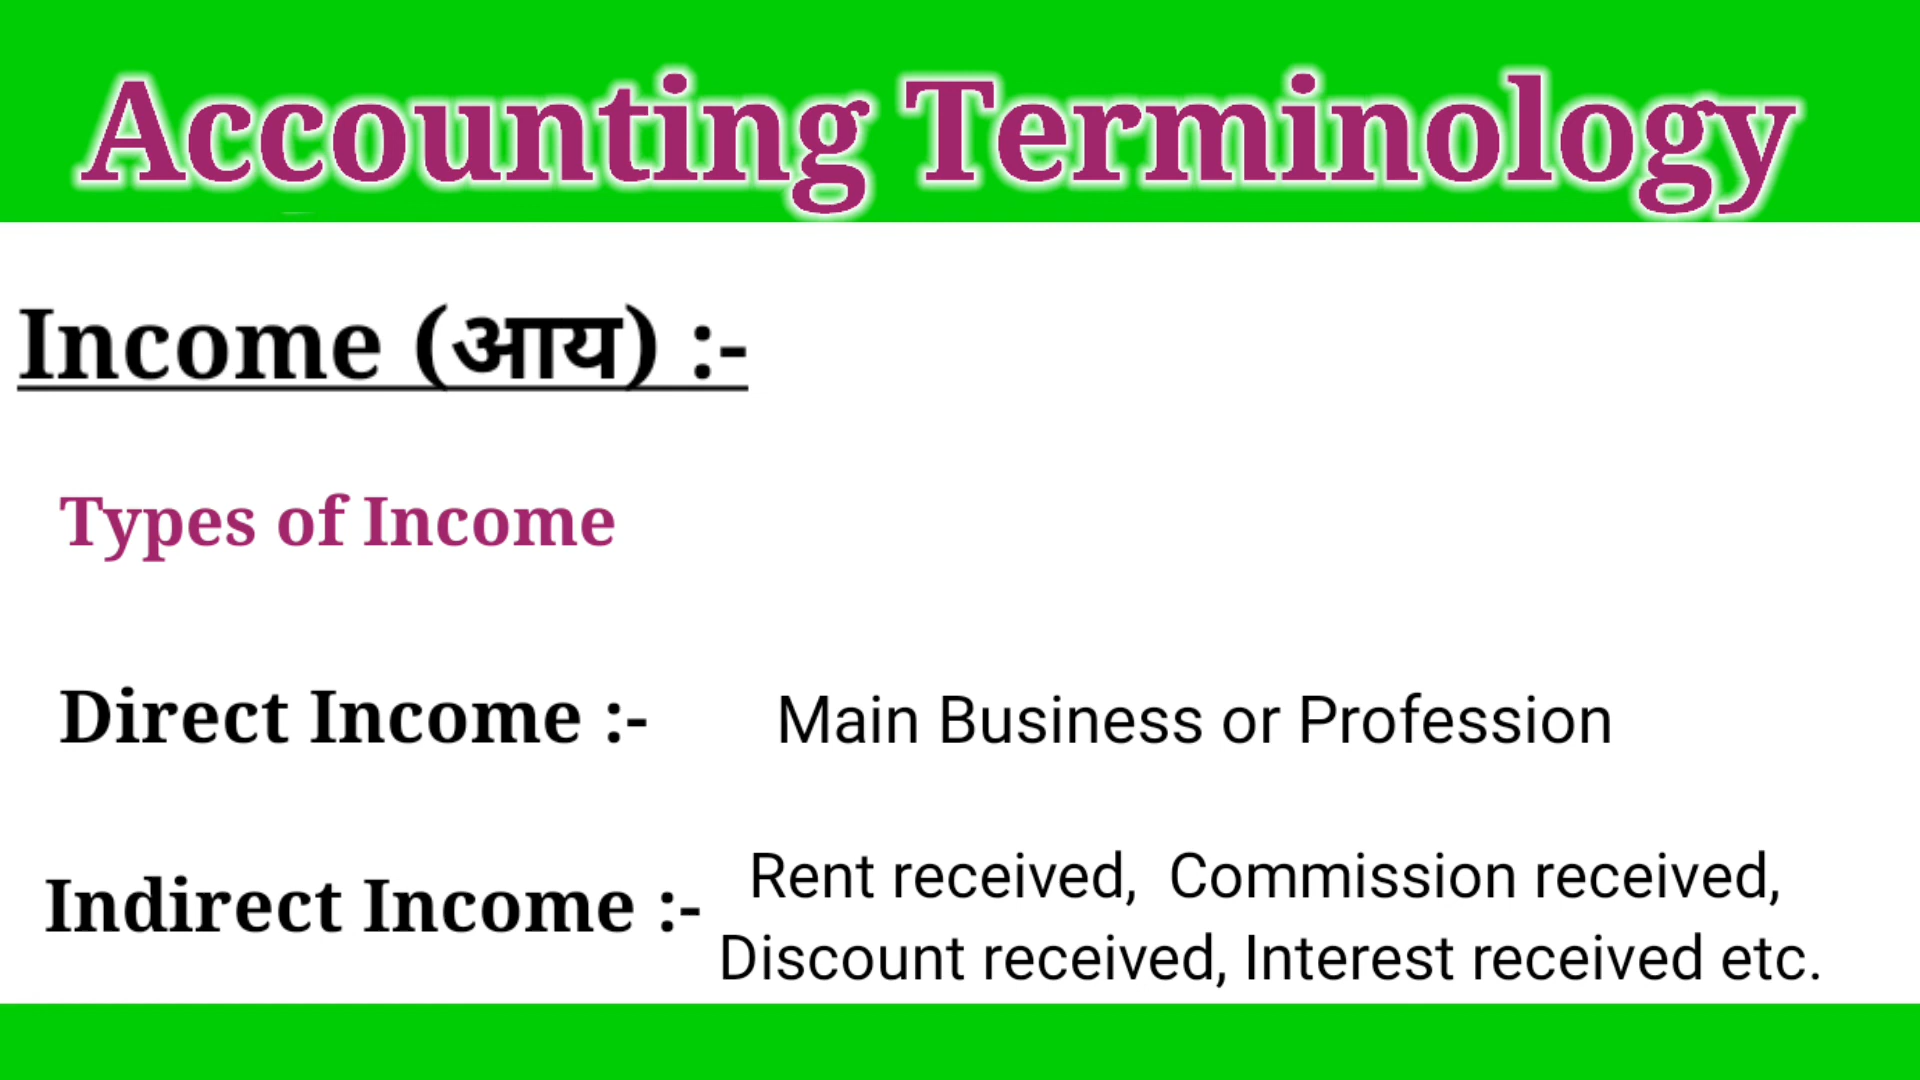 Accounting Terminology
Income (आय) :-
Types of Income
Direct Income :- Main Business or Profession
Indirect Income :- Rent received, Commission received,
Discount received, Interest received etc.